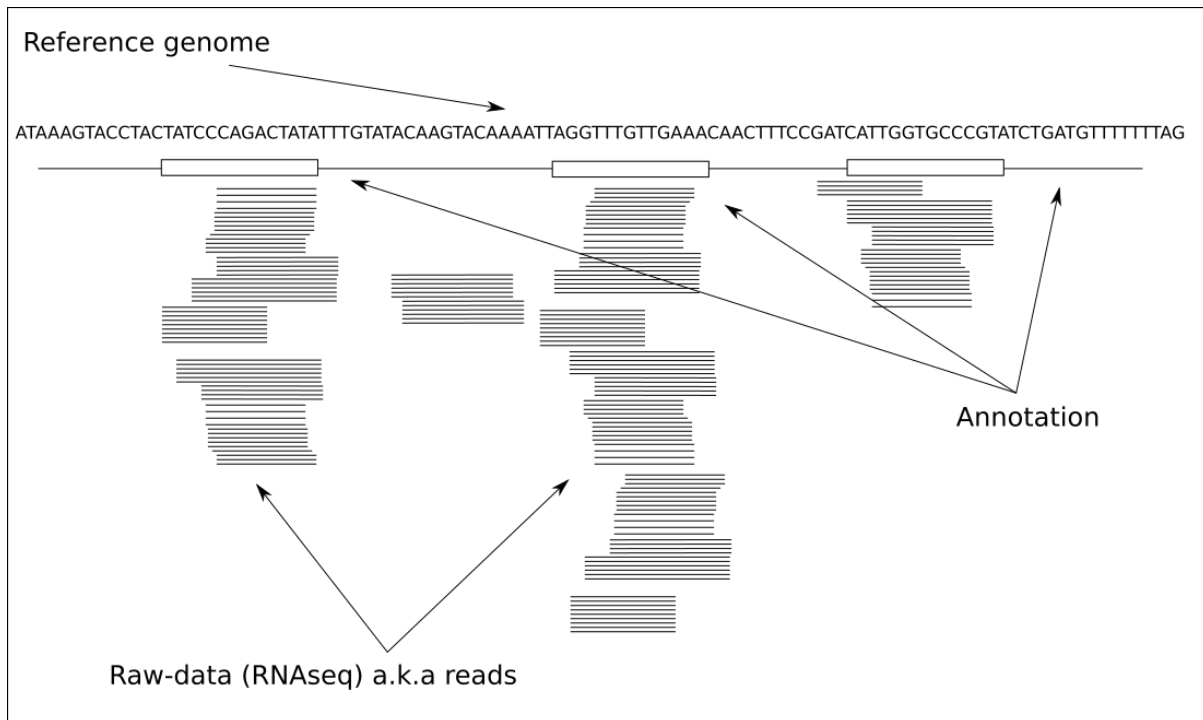 Reference genome
ATAAAGTACCTACTATCCCAGACTATATTTGTATACAAGTACAAAATTAGGTTTGTTGAAACAACTTTCCGATCATTGGTGCCCGTATCTGATGTTTTTTTAG
Annotation
Raw-data (RNAseq) a.k.a reads